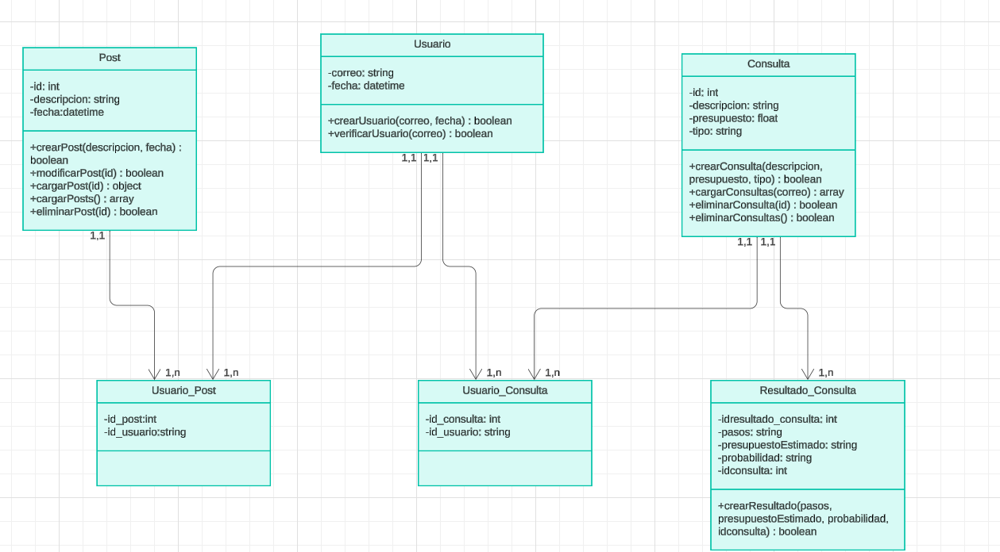 Post
-id: int
-descripcion: string
-fecha:datetime
+crearPost(descripcion, fecha) :
boolean
+modificarPost(id) : boolean
+cargarPost(id) : object
+cargarPosts() : array
+eliminarPost(id) : boolean
1,1
Usuario
-correo: string
-fecha: datetime
+crearUsuario(correo, fecha) : boolean
+verificarUsuario(correo) : boolean
1,1
1,1
Consulta
-id: int
-descripcion: string
-presupuesto: float
-tipo: string
+crearConsulta(descripcion,
presupuesto, tipo) : boolean
+cargarConsultas(correo) : array
+eliminarConsulta(id) : boolean
+eliminarConsultas() : boolean
1,1
1,1
1,n
1,n
Usuario_Post
-id_post:int
-id_usuario:string
1,n
1,n
Usuario_Consulta
-id_consulta: int
-id_usuario: string
1,n
Resultado_Consulta
-idresultado_consulta: int
-pasos: string
-presupuestoEstimado: string
-probabilidad: string
-idconsulta: int
+crearResultado(pasos,
presupuestoEstimado, probabilidad,
idconsulta) : boolean